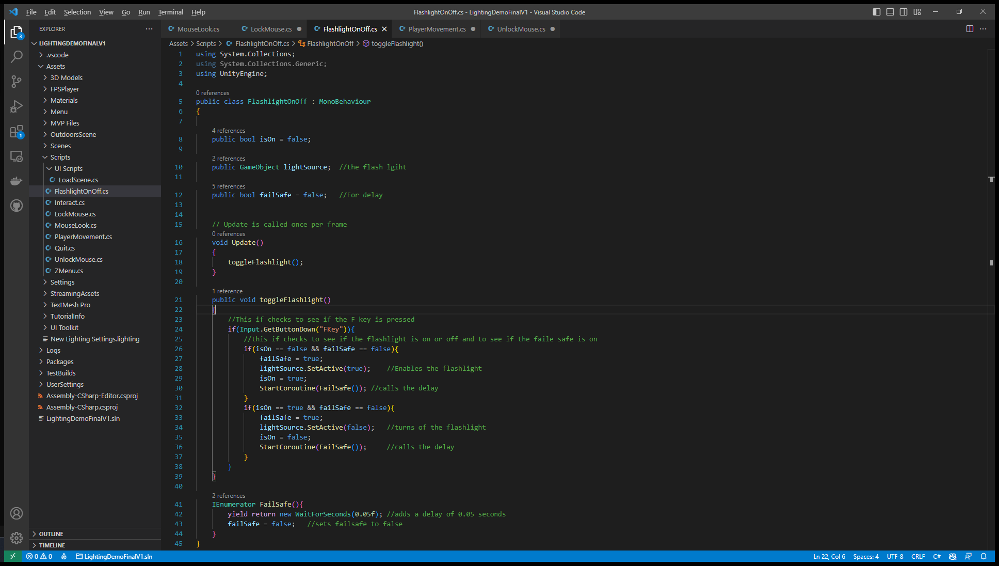 File Edit Selection View Go Run Terminal Help
FlashlightOnOff.cs - LightingDemoFinalV1 - Visual Studio Code
EXPLORER
LIGHTINGDEMOFINALV1
.vscode
Assets
3D Models
FPSPlayer
Materials
Menu
MVP Files
OutdoorsScene
Scenes
Scripts
UI Scripts
C# LoadScene.cs
C# FlashlightOnOff.cs
C# Interact.cs
C# LockMouse.cs
C# MouseLook.cs
C# PlayerMovement.cs
C# Quit.cs
C# UnlockMouse.cs
C# ZMenu.cs
Settings
StreamingAssets
TextMesh Pro
TutorialInfo
UI Toolkit
New Lighting Settings.lighting
Logs
Packages
TestBuilds
UserSettings
Assembly-CSharp-Editor.csproj
Assembly-CSharp.csproj
LightingDemoFinalV1.sln
OUTLINE
TIMELINE
3
1
C# MouseLook.cs C# LockMouse.cs C# FlashlightOnOff.cs C# PlayerMovement.cs C# UnlockMouse.cs
Assets > Scripts > C# FlashlightOnOff.cs > FlashlightOnOff > toggleFlashlight()
1 using System.Collections;
2 using System.Collections.Generic;
3 using UnityEngine;
4
0 references
5 public class FlashlightOnOff : MonoBehaviour
6 {
7
4 references
8 public bool isOn = false;
9
2 references
10 public GameObject lightSource; //the flash lgiht
11
5 references
12 public bool failSafe = false; //For delay
13
14
15 // Update is called once per frame
0 references
16 void Update()
17 {
18 toggleFlashlight();
19 }
20
1 reference
21 public void toggleFlashlight()
22 {
23 //This if checks to see if the F key is pressed
24 if(Input.GetButtonDown("FKey")){
25 //this if checks to see if the flashlight is on or off and to see if the faile safe is on
26 if(isOn == false && failSafe == false){
27 failSafe = true;
28 lightSource.SetActive(true); //Enables the flashlight
29 isOn = true;
30 StartCoroutine(FailSafe()); //calls the delay
31 }
32 if(isOn == true && failSafe == false){
33 failSafe = true;
34 lightSource.SetActive(false); //turns of the flashlight
35 isOn = false;
36 StartCoroutine(FailSafe()); //calls the delay
37 }
38 }
39 }
40
2 references
41 IEnumerator FailSafe(){
42 yield return new WaitForSeconds(0.05f); //adds a delay of 0.05 seconds
43 failSafe = false; //sets failsafe to false
44 }
45 }
0 0 LightingDemoFinalV1.sln Ln 22, Col 6 Spaces: 4 UTF-8 CRLF C#